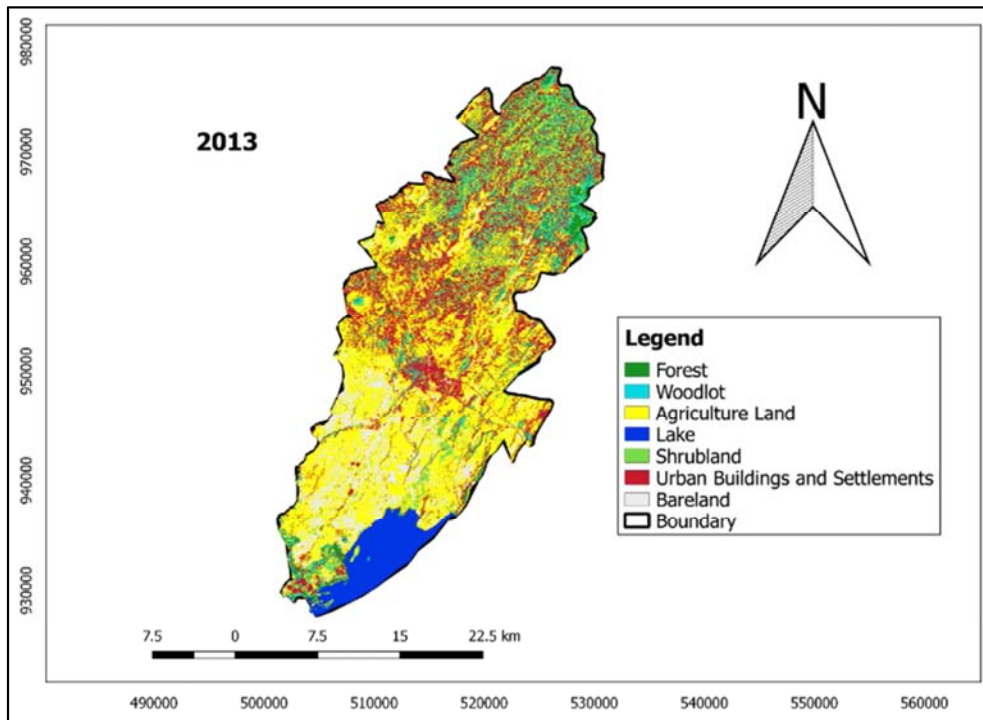 980000
970000
960000
950000
940000
930000
2013
N
Legend
Forest
Woodlot
Agriculture Land
Lake
Shrubland
Urban Buildings and Settlements
Bareland
Boundary
7.5 0 7.5 15 22.5 km
490000 500000 510000 520000 530000 540000 550000 560000